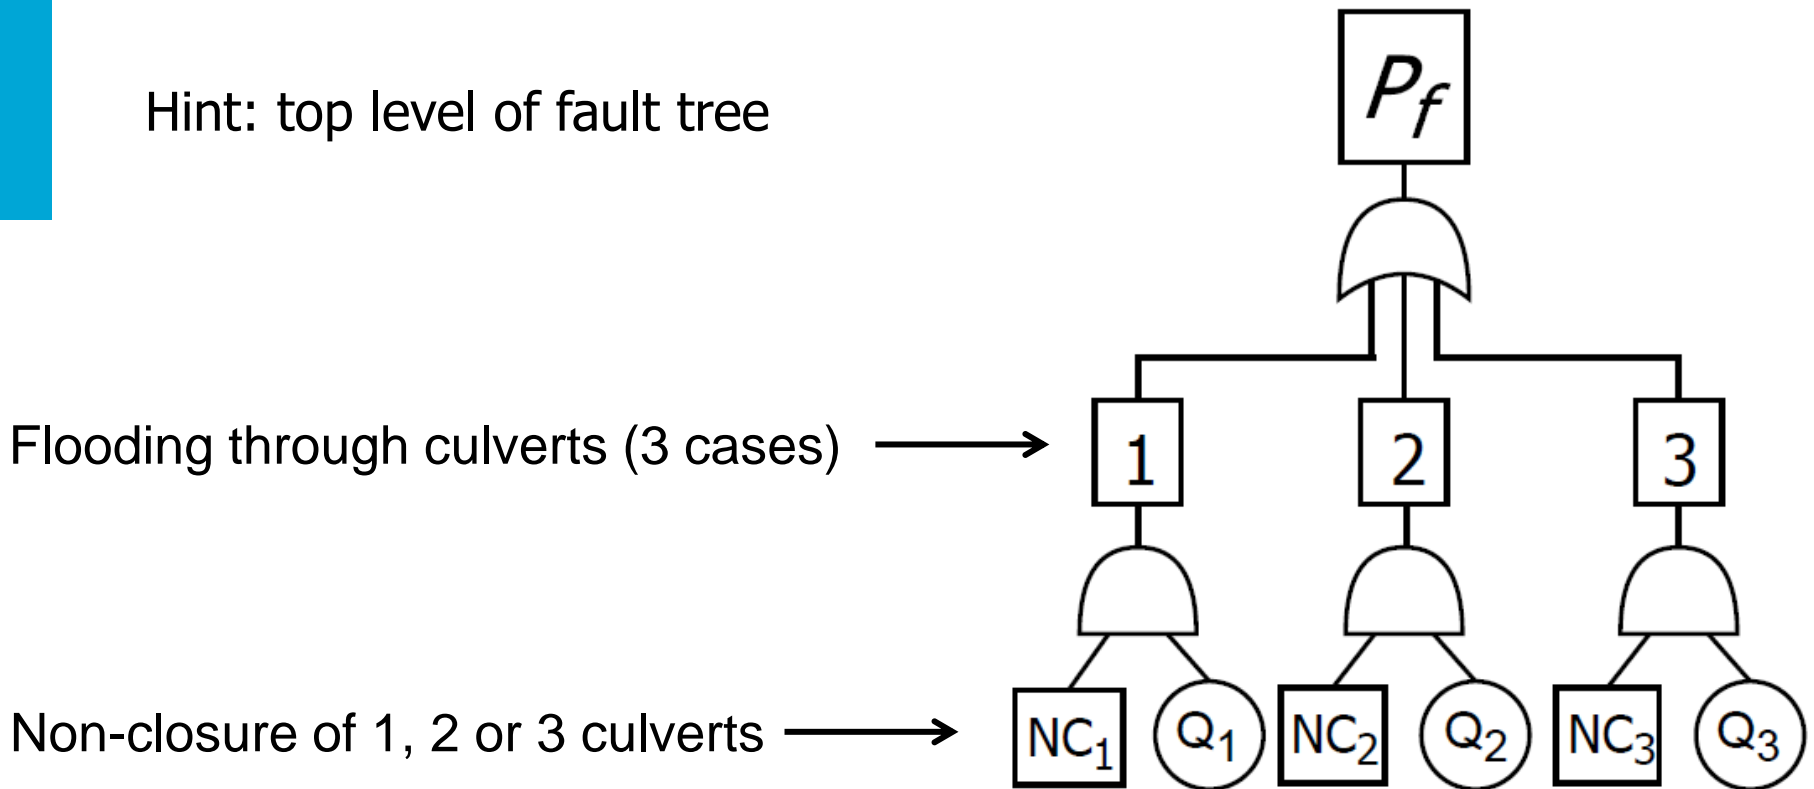 Hint: top level of fault tree
P_f
Flooding through culverts (3 cases)
1 2 3
Non-closure of 1, 2 or 3 culverts
NC₁ Q₁ NC₂ Q₂ NC₃ Q₃